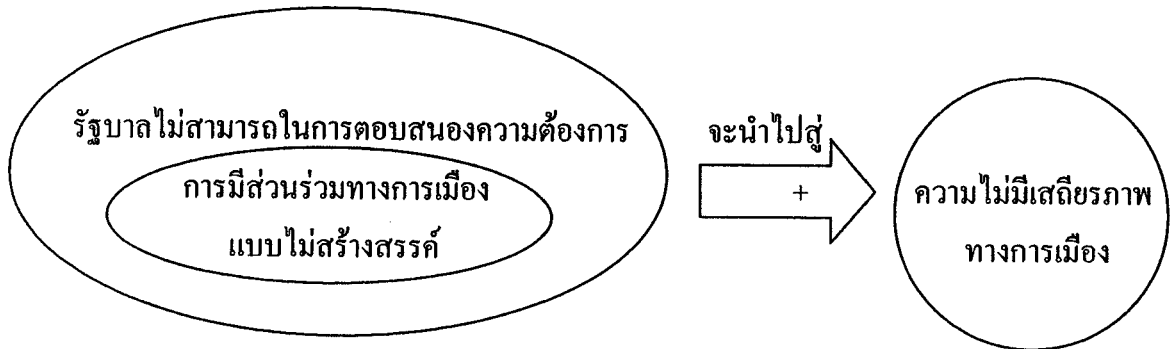 รัฐบาลไม่สามารถในการตอบสนองความต้องการ
การมีส่วนร่วมทางการเมือง
แบบไม่สร้างสรรค์
จะนำไปสู่
+
ความไม่มีเสถียรภาพ
ทางการเมือง